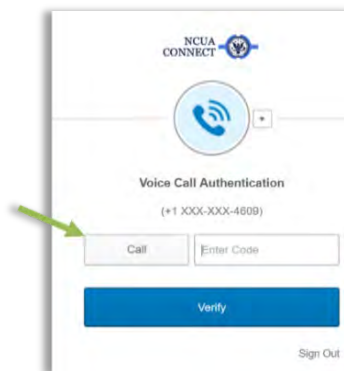 NCUA
CONNECT
Voice Call Authentication
(+1 XXX-XXX-4609)
Call Enter Code
Verify
Sign Out